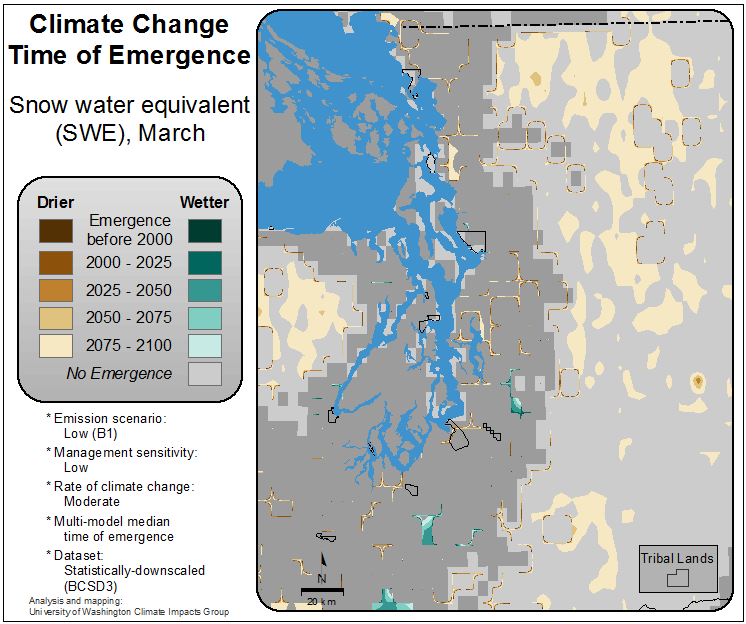 Climate Change
Time of Emergence
Snow water equivalent
(SWE), March
Drier Wetter
Emergence
before 2000
2000 - 2025
2025 - 2050
2050 - 2075
2075 - 2100
No Emergence
* Emission scenario:
Low (B1)
* Management sensitivity:
Low
* Rate of climate change:
Moderate
* Multi-model median
time of emergence
* Dataset:
Statistically-downscaled
(BCSD3)
Analysis and mapping:
University of Washington Climate Impacts Group
N
20 km
Tribal Lands